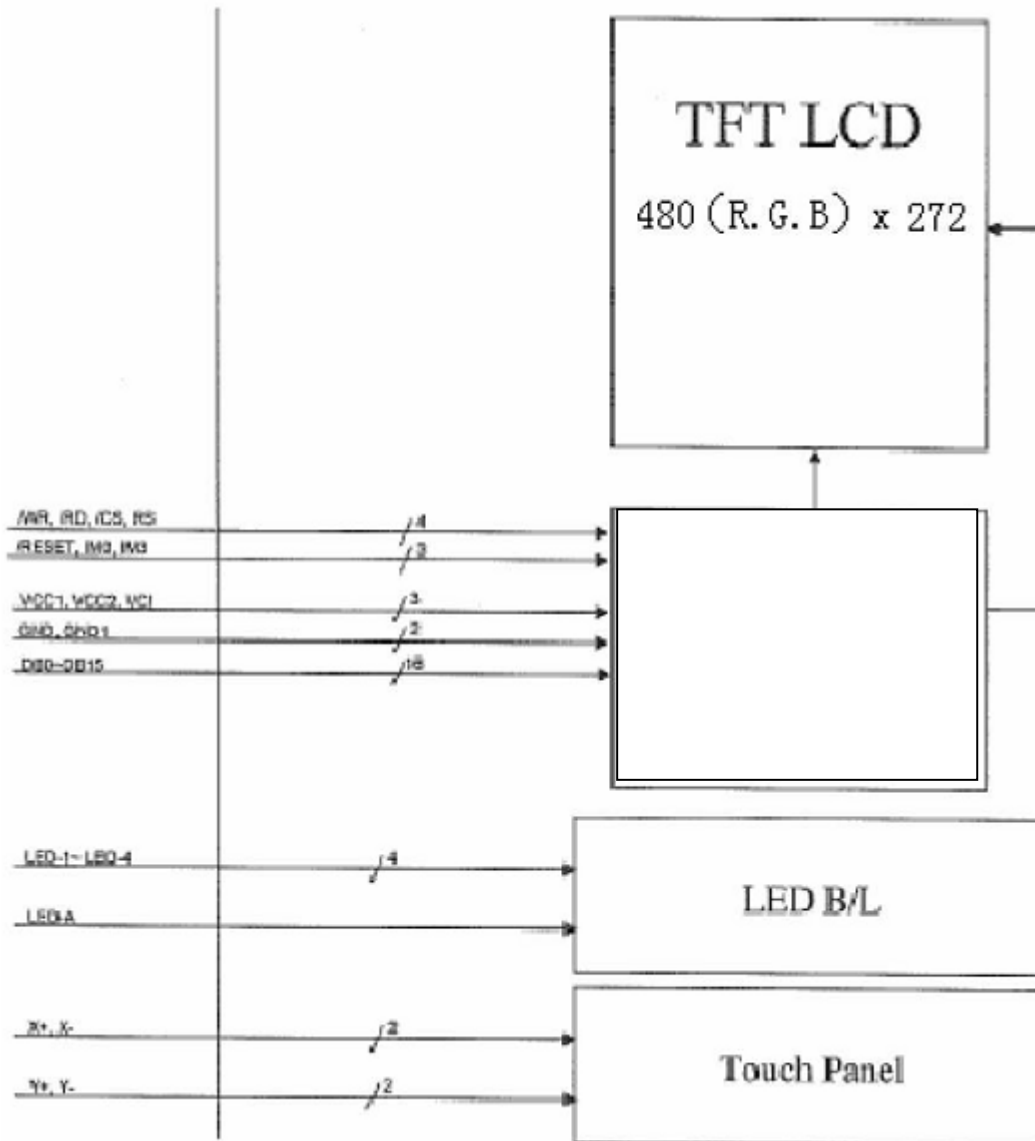 TFT LCD
480 (R.G.B) x 272
/WR, /RD, /CS, RS
4
/RESET, IM0, IM3
3
VCC1, VCC2, VCI
3
GND, GND1
2
DB0~DB15
16
LED-1~LED-4
4
LED B/L
LED-A
X+, X-
2
Touch Panel
Y+, Y-
2